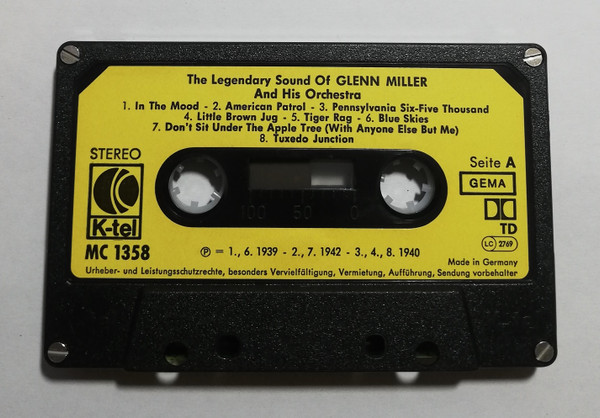 The Legendary Sound Of GLENN MILLER
And His Orchestra
1. In The Mood - 2. American Patrol - 3. Pennsylvania Six-Five Thousand
4. Little Brown Jug - 5. Tiger Rag - 6. Blue Skies
7. Don't Sit Under The Apple Tree (With Anyone Else But Me)
8. Tuxedo Junction
STEREO
K-tel
MC 1358
100 50 0
Seite A
GEMA
TD
LC 2769
Ⓟ = 1., 6. 1939 - 2., 7. 1942 - 3., 4., 8. 1940
Made in Germany
Urheber- und Leistungsschutzrechte, besonders Vervielfältigung, Vermietung, Aufführung, Sendung vorbehalten